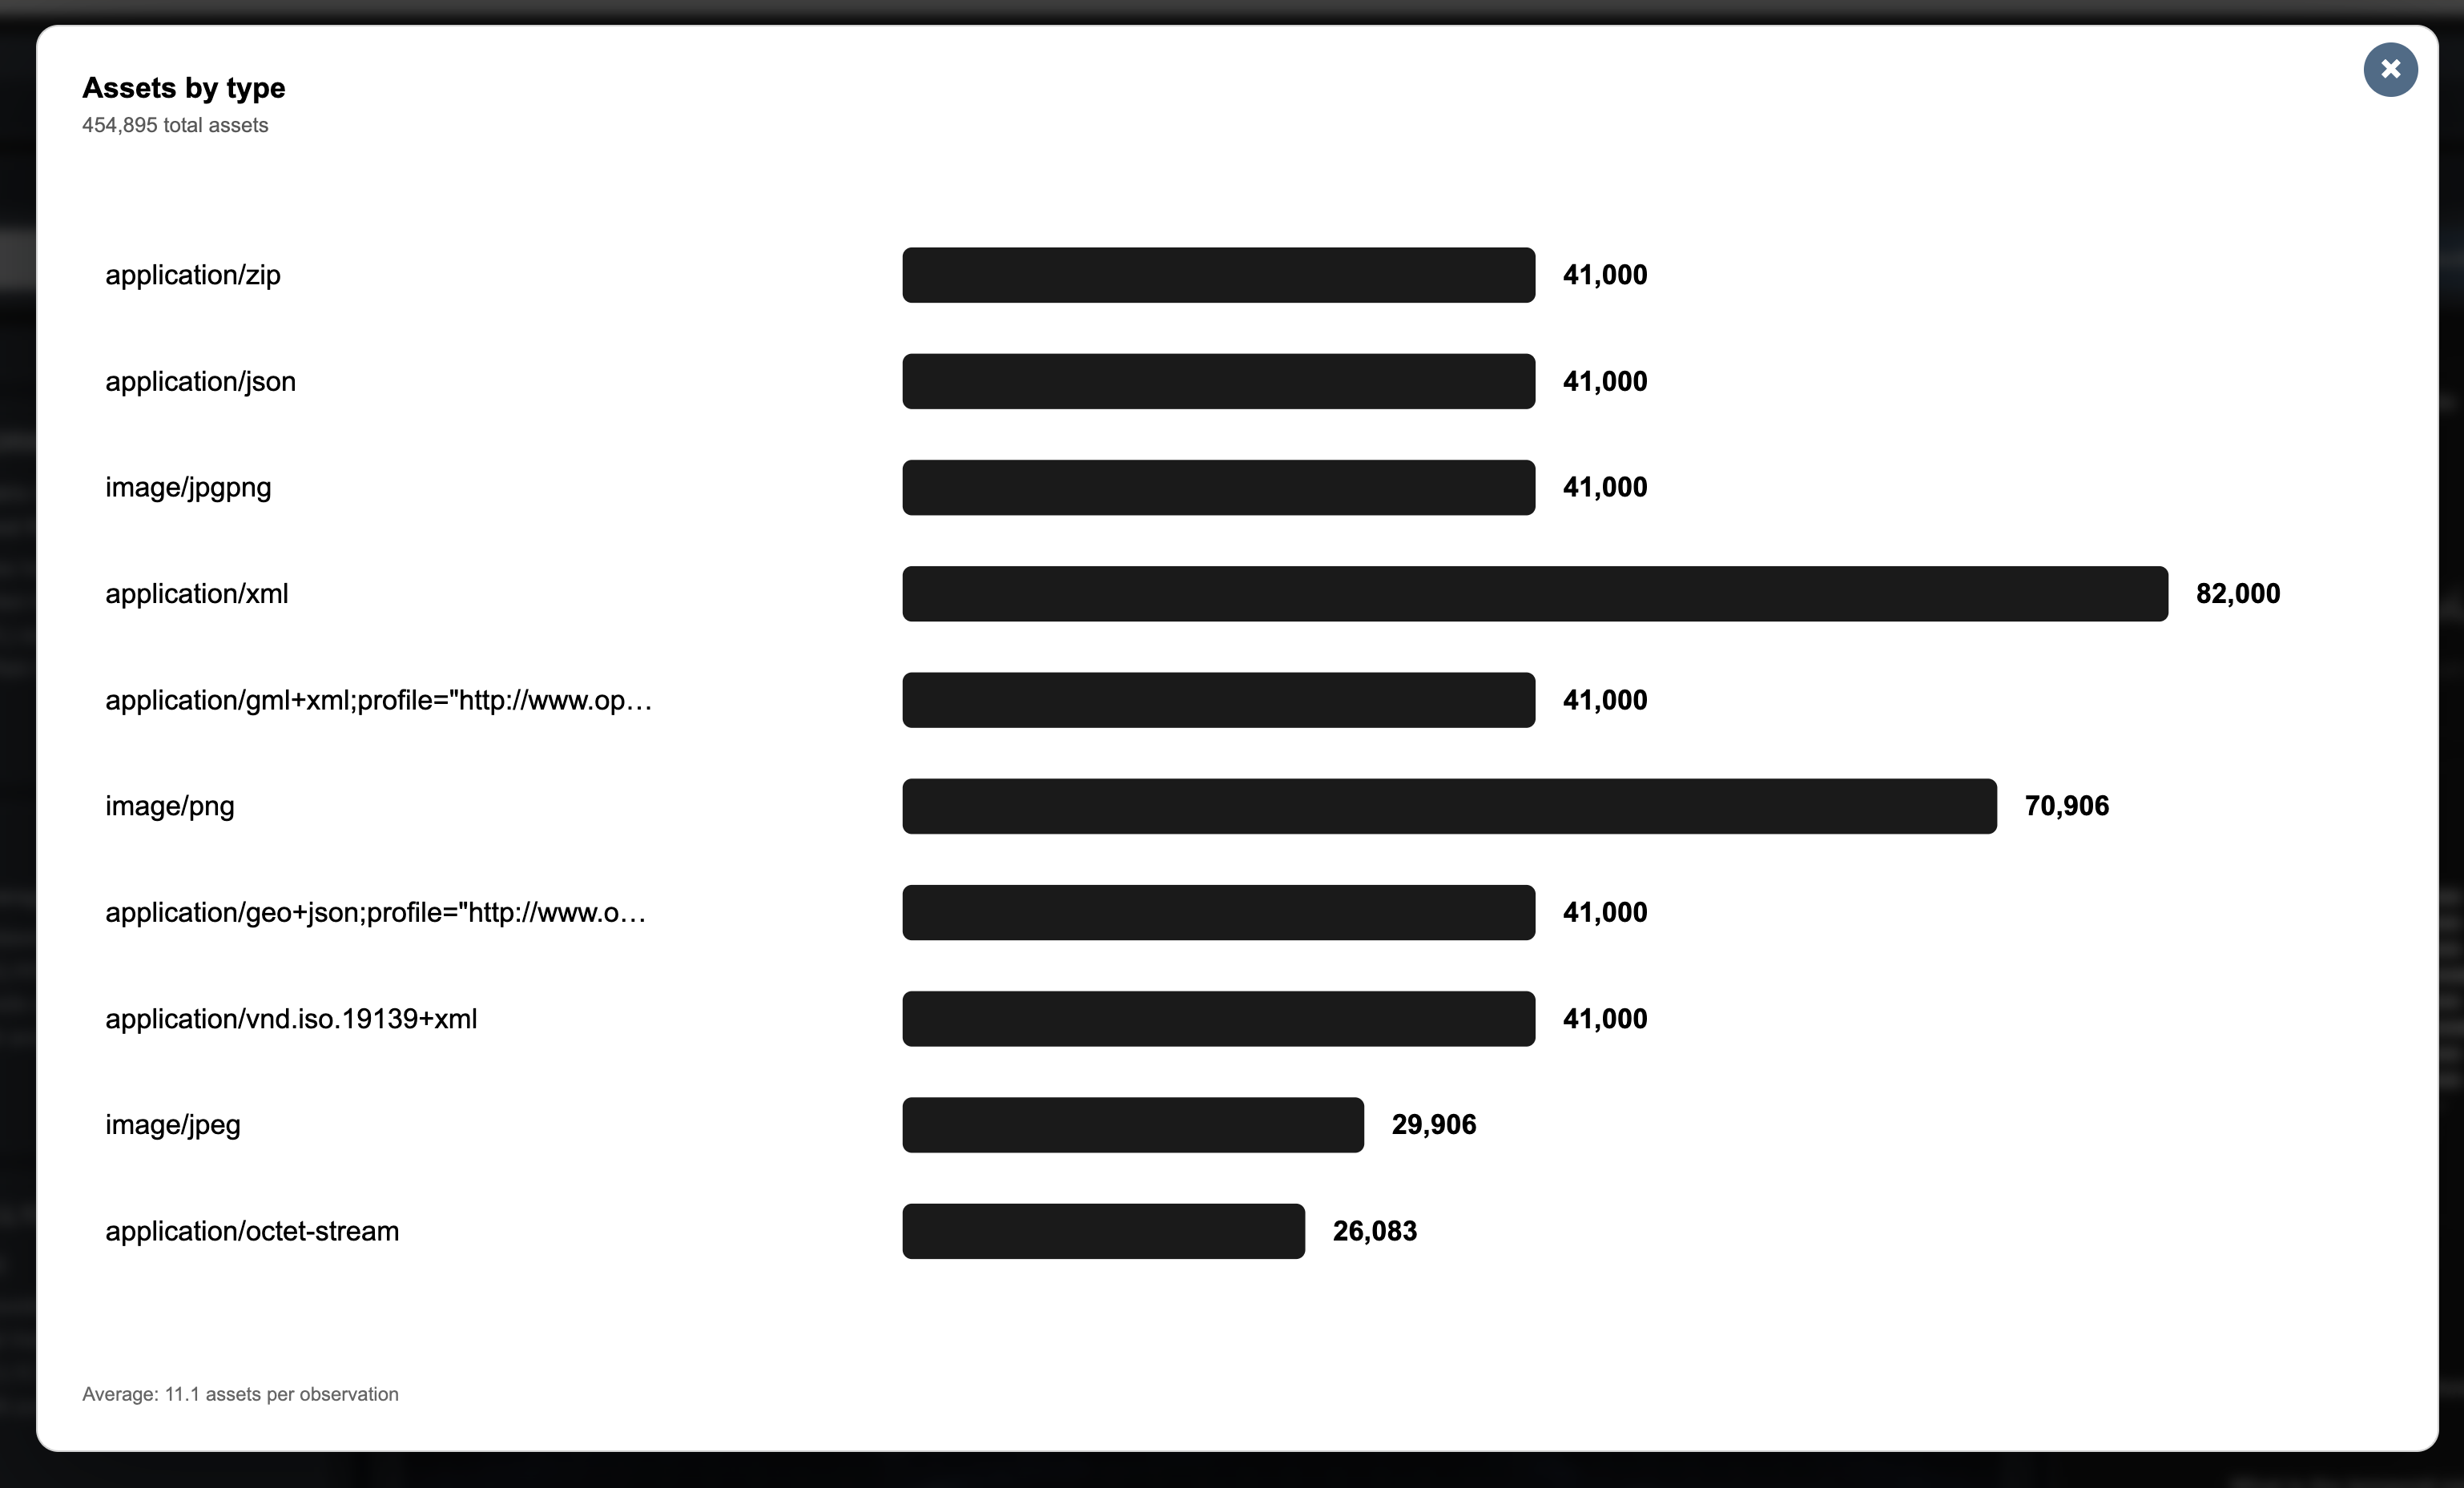 Assets by type
454,895 total assets
application/zip 41,000
application/json 41,000
image/jpgpng 41,000
application/xml 82,000
application/gml+xml;profile="http://www.op… 41,000
image/png 70,906
application/geo+json;profile="http://www.o… 41,000
application/vnd.iso.19139+xml 41,000
image/jpeg 29,906
application/octet-stream 26,083
Average: 11.1 assets per observation